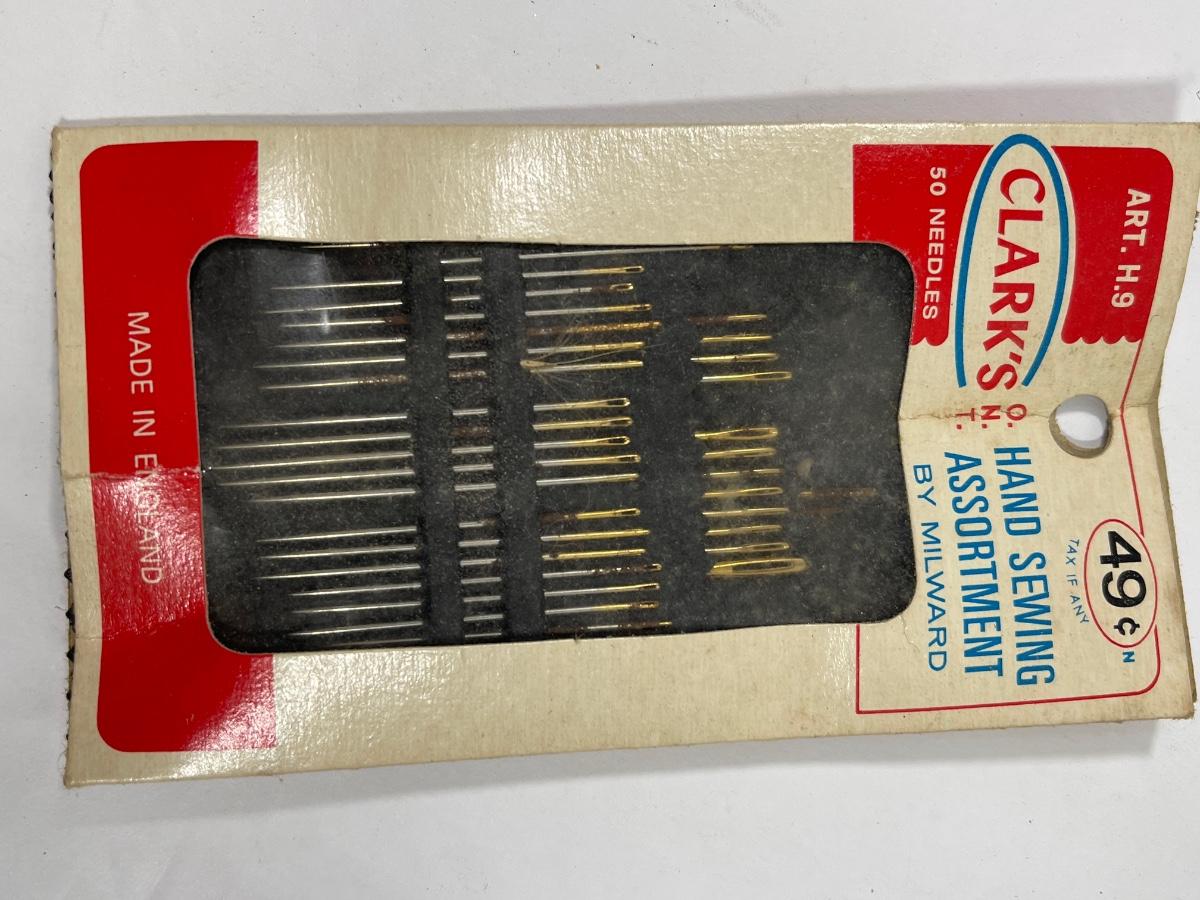 ART. H.9
CLARK'S
O.
N.
T.
50 NEEDLES
49¢
N
TAX IF ANY
HAND SEWING
ASSORTMENT
BY MILWARD
MADE IN ENGLAND